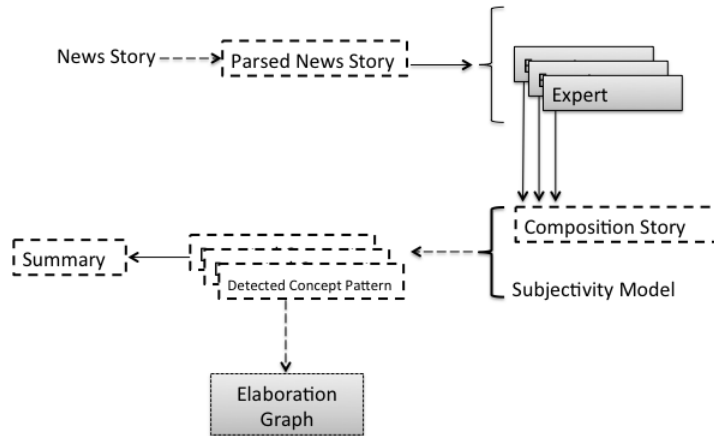 News Story
Parsed News Story
Expert
Composition Story
Summary
Detected Concept Pattern
Subjectivity Model
Elaboration
Graph